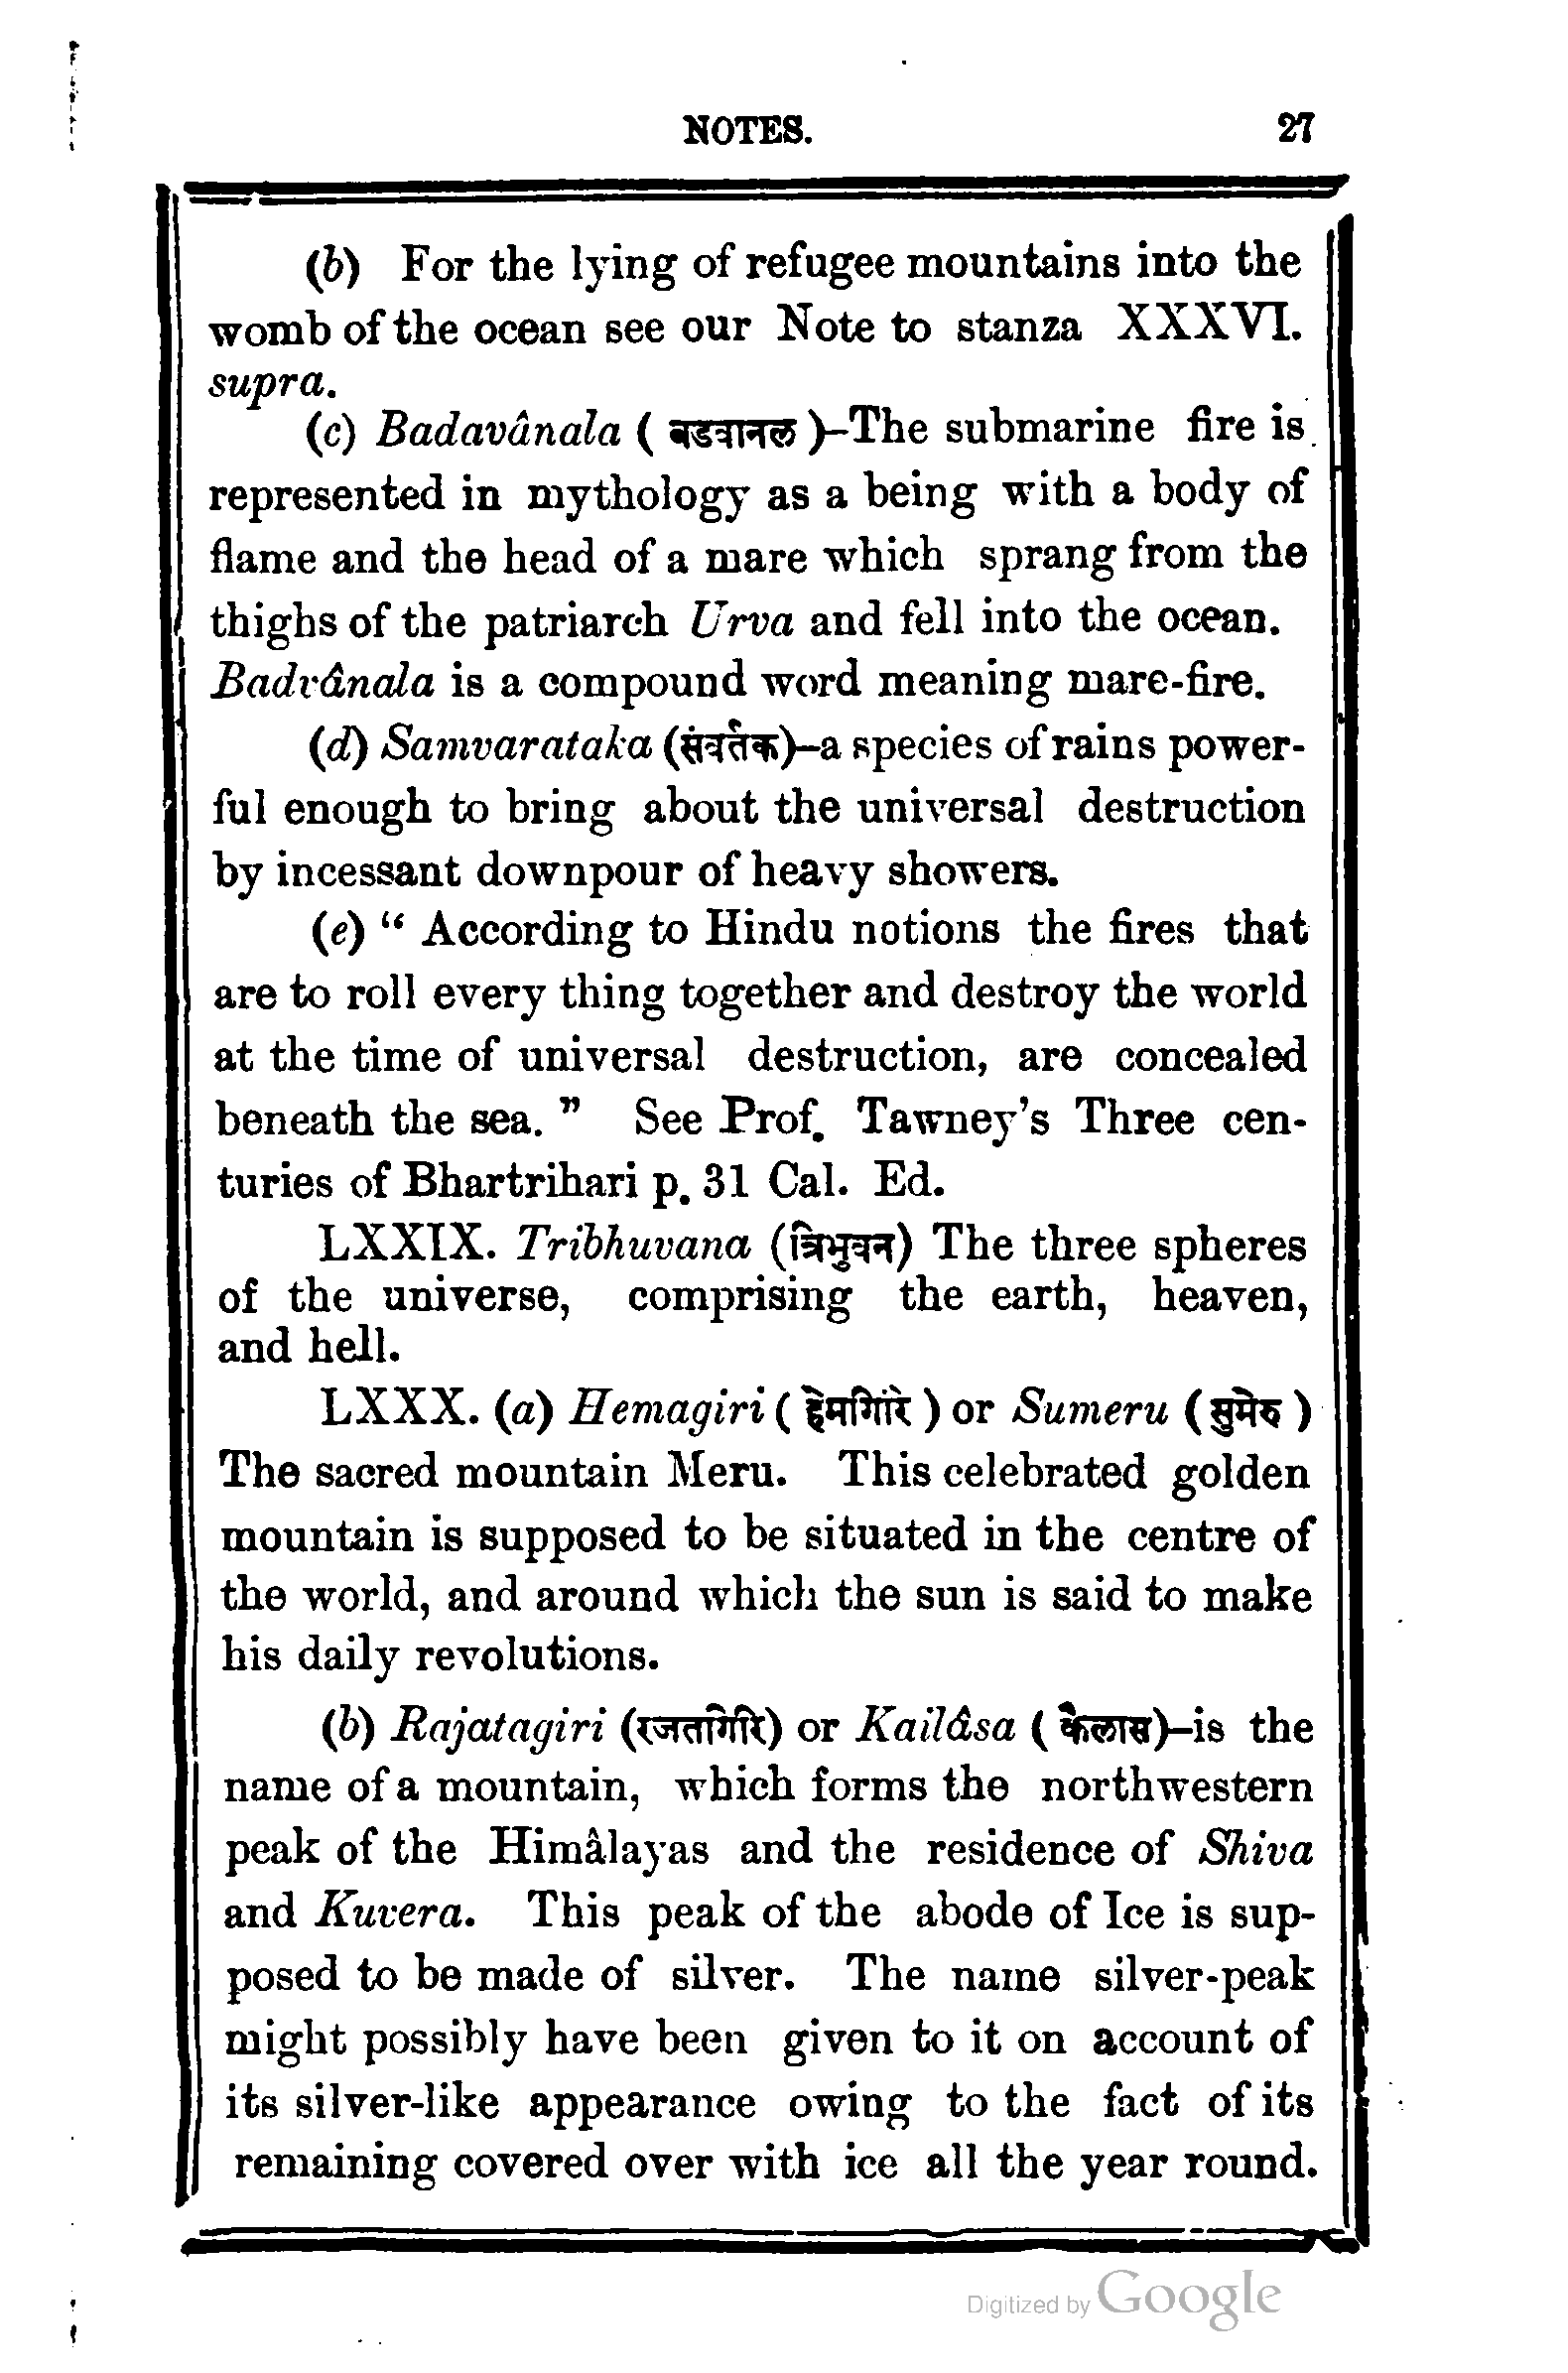 NOTES. 27
(b) For the lying of refugee mountains into the
womb of the ocean see our Note to stanza XXXVI.
supra.
(c) Badavânala ( बडवानल )-The submarine fire is
represented in mythology as a being with a body of
flame and the head of a mare which sprang from the
thighs of the patriarch Urva and fell into the ocean.
Badvânala is a compound word meaning mare-fire.
(d) Samvarataka (संवर्तक)-a species of rains power-
ful enough to bring about the universal destruction
by incessant downpour of heavy showers.
(e) “ According to Hindu notions the fires that
are to roll every thing together and destroy the world
at the time of universal destruction, are concealed
beneath the sea. ” See Prof. Tawney’s Three cen-
turies of Bhartrihari p. 31 Cal. Ed.
LXXIX. Tribhuvana (त्रिभुवन) The three spheres
of the universe, comprising the earth, heaven,
and hell.
LXXX. (a) Hemagiri ( हेमगिरि ) or Sumeru ( सुमेरु )
The sacred mountain Meru. This celebrated golden
mountain is supposed to be situated in the centre of
the world, and around which the sun is said to make
his daily revolutions.
(b) Rajatagiri (रजतगिरि) or Kailâsa ( कैलास)-is the
name of a mountain, which forms the northwestern
peak of the Himâlayas and the residence of Shiva
and Kuvera. This peak of the abode of Ice is sup-
posed to be made of silver. The name silver-peak
might possibly have been given to it on account of
its silver-like appearance owing to the fact of its
remaining covered over with ice all the year round.
Digitized by Google